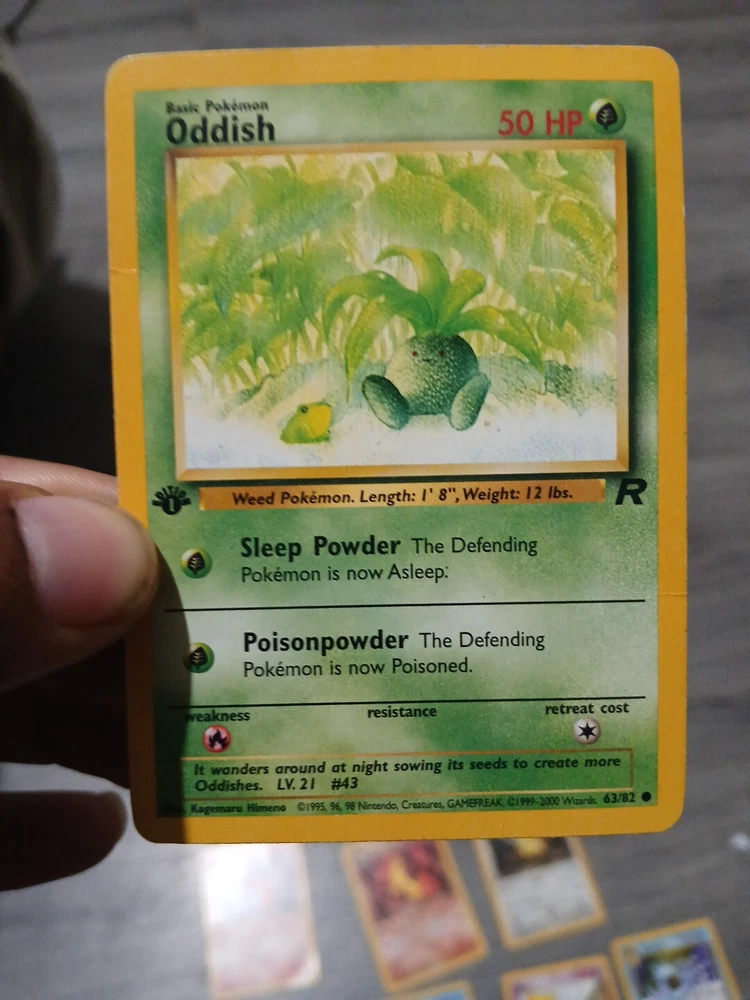 Basic Pokémon
Oddish 50 HP
EDITION
1
Weed Pokémon. Length: 1' 8", Weight: 12 lbs.
R
Sleep Powder The Defending
Pokémon is now Asleep.
Poisonpowder The Defending
Pokémon is now Poisoned.
weakness resistance retreat cost
It wanders around at night sowing its seeds to create more
Oddishes. LV. 21 #43
Kagemaru Himeno ©1995, 96, 98 Nintendo, Creatures, GAMEFREAK. ©1999-2000 Wizards. 63/82